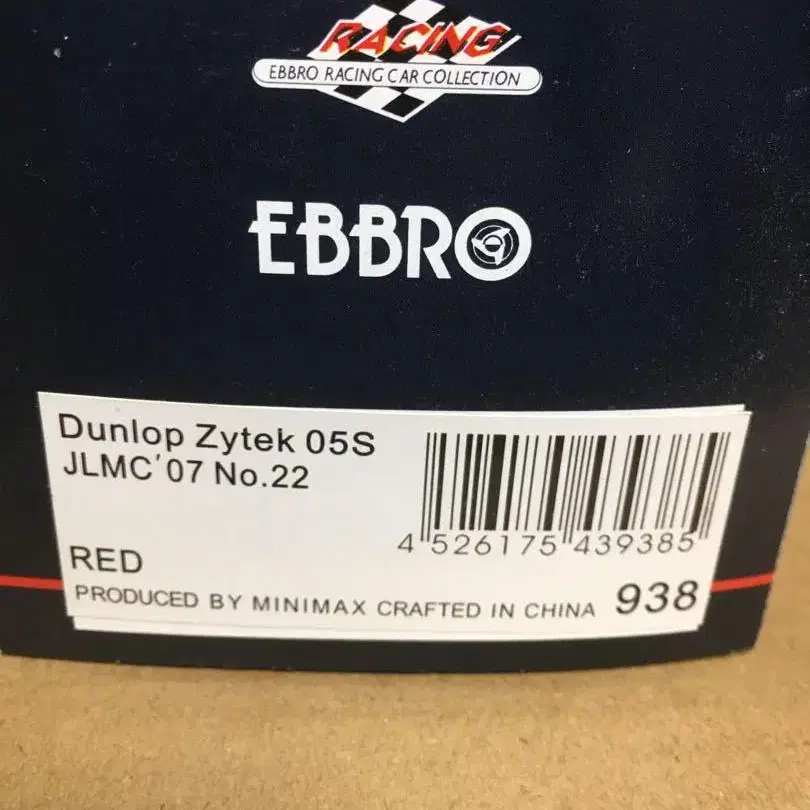 RACING
EBBRO RACING CAR COLLECTION
EBBRO
Dunlop Zytek 05S
JLMC'07 No.22
4 526175 439385
RED
PRODUCED BY MINIMAX CRAFTED IN CHINA 938